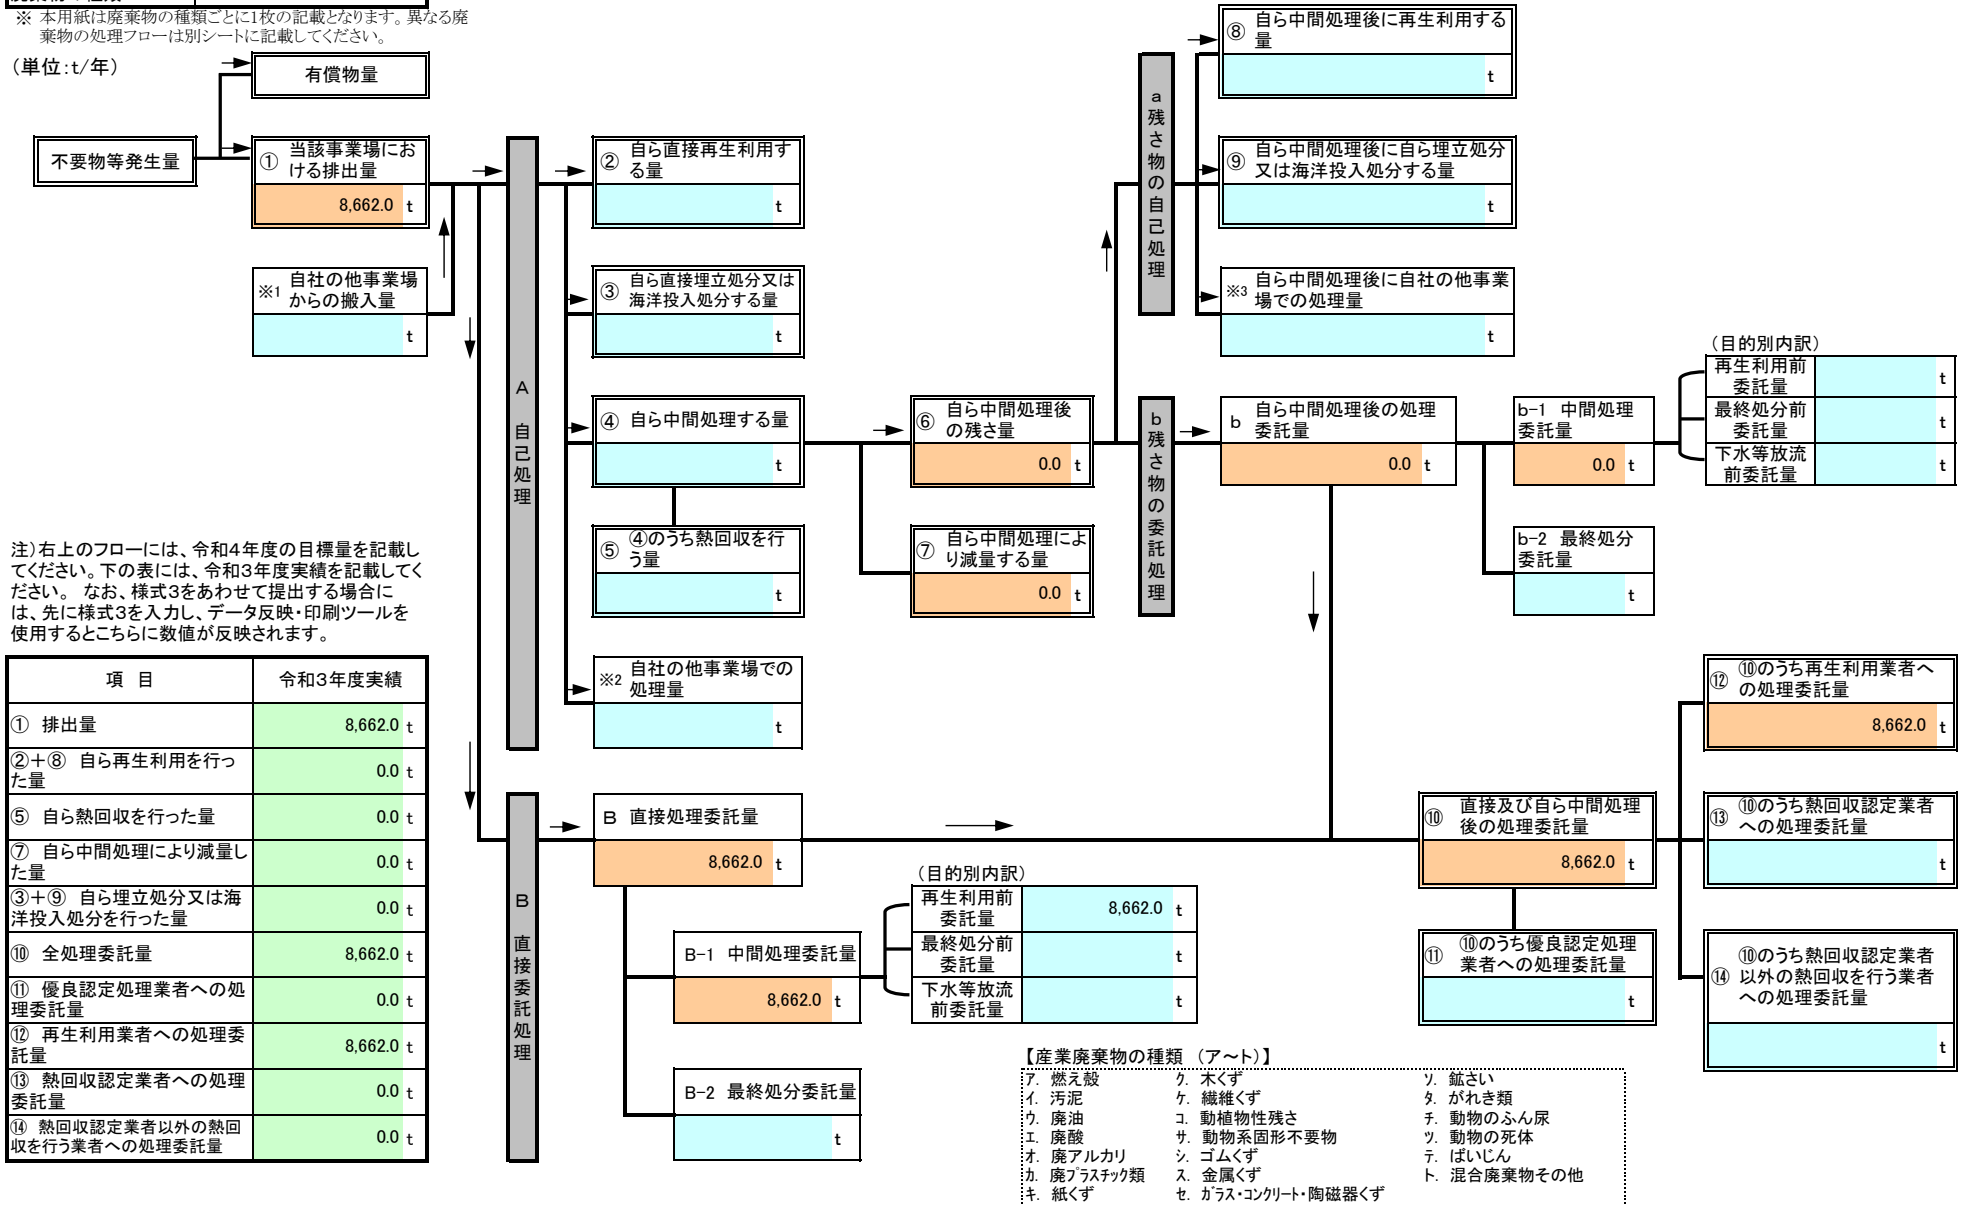 ※ 本用紙は廃棄物の種類ごとに1枚の記載となります。異なる廃
棄物の処理フローは別シートに記載してください。
（単位:t/年）
有償物量
不要物等発生量
① 当該事業場にお
ける排出量
8,662.0 t
※1 自社の他事業場
からの搬入量
t
A 自己処理
② 自ら直接再生利用す
る量
t
③ 自ら直接埋立処分又は
海洋投入処分する量
t
④ 自ら中間処理する量
t
⑤ ④のうち熱回収を行
う量
t
※2 自社の他事業場での
処理量
t
⑥ 自ら中間処理後
の残さ量
0.0 t
⑦ 自ら中間処理によ
り減量する量
0.0 t
a 残さ物の自己処理
⑧ 自ら中間処理後に再生利用する
量
t
⑨ 自ら中間処理後に自ら埋立処分
又は海洋投入処分する量
t
※3 自ら中間処理後に自社の他事業
場での処理量
t
b 残さ物の委託処理
b 自ら中間処理後の処理
委託量
0.0 t
b-1 中間処理
委託量
0.0 t
（目的別内訳）
再生利用前
委託量
t
最終処分前
委託量
t
下水等放流
前委託量
t
b-2 最終処分
委託量
t
注）右上のフローには、令和4年度の目標量を記載し
てください。下の表には、令和3年度実績を記載してく
ださい。 なお、様式3をあわせて提出する場合に
は、先に様式3を入力し、データ反映・印刷ツールを
使用するとこちらに数値が反映されます。
項 目 令和3年度実績
① 排出量 8,662.0 t
②＋⑧ 自ら再生利用を行っ
た量 0.0 t
⑤ 自ら熱回収を行った量 0.0 t
⑦ 自ら中間処理により減量し
た量 0.0 t
③＋⑨ 自ら埋立処分又は海
洋投入処分を行った量 0.0 t
⑩ 全処理委託量 8,662.0 t
⑪ 優良認定処理業者への処
理委託量 0.0 t
⑫ 再生利用業者への処理委
託量 8,662.0 t
⑬ 熱回収認定業者への処理
委託量 0.0 t
⑭ 熱回収認定業者以外の熱回
収を行う業者への処理委託量 0.0 t
B 直接委託処理
B 直接処理委託量
8,662.0 t
B-1 中間処理委託量
8,662.0 t
（目的別内訳）
再生利用前
委託量
8,662.0 t
最終処分前
委託量
t
下水等放流
前委託量
t
B-2 最終処分委託量
t
⑩ 直接及び自ら中間処理
後の処理委託量
8,662.0 t
⑪ ⑩のうち優良認定処理
業者への処理委託量
t
⑫ ⑩のうち再生利用業者へ
の処理委託量
8,662.0 t
⑬ ⑩のうち熱回収認定業者
への処理委託量
t
⑭ ⑩のうち熱回収認定業者
以外の熱回収を行う業者
への処理委託量
t
【産業廃棄物の種類 （ア～ト）】
ア. 燃え殻 ク. 木くず ソ. 鉱さい
イ. 汚泥 ケ. 繊維くず タ. がれき類
ウ. 廃油 コ. 動植物性残さ チ. 動物のふん尿
エ. 廃酸 サ. 動物系固形不要物 ツ. 動物の死体
オ. 廃アルカリ シ. ゴムくず テ. ばいじん
カ. 廃プラスチック類 ス. 金属くず ト. 混合廃棄物その他
キ. 紙くず セ. ガラス・コンクリート・陶磁器くず